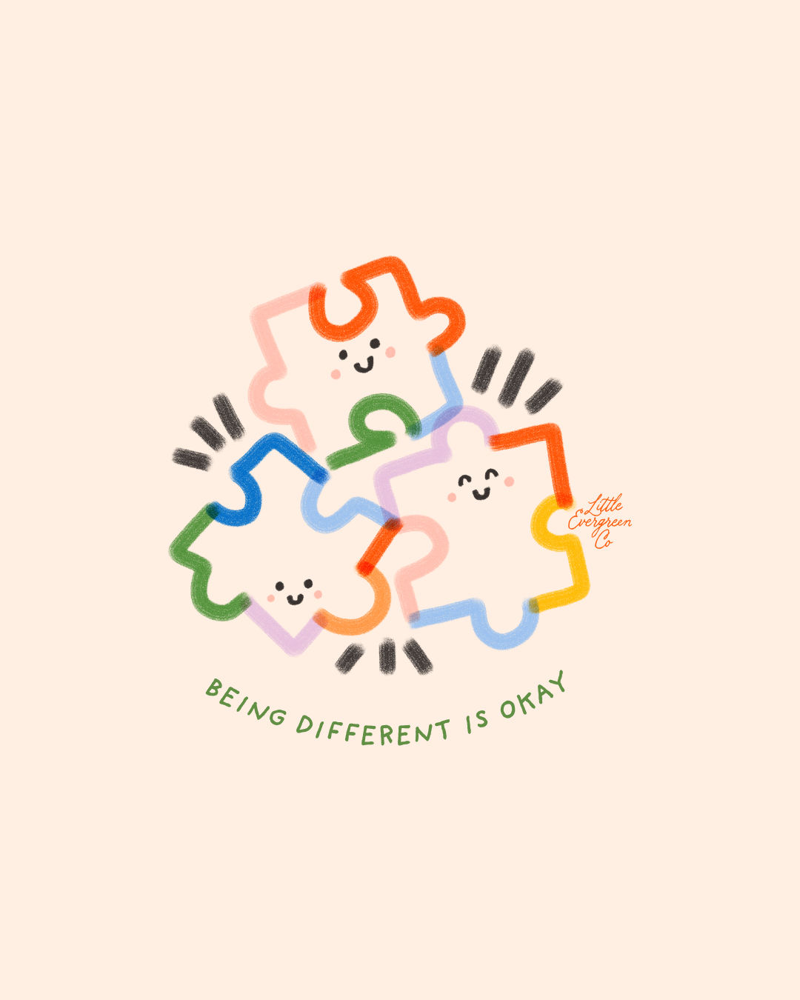 Little
Evergreen
Co
BEING DIFFERENT IS OKAY